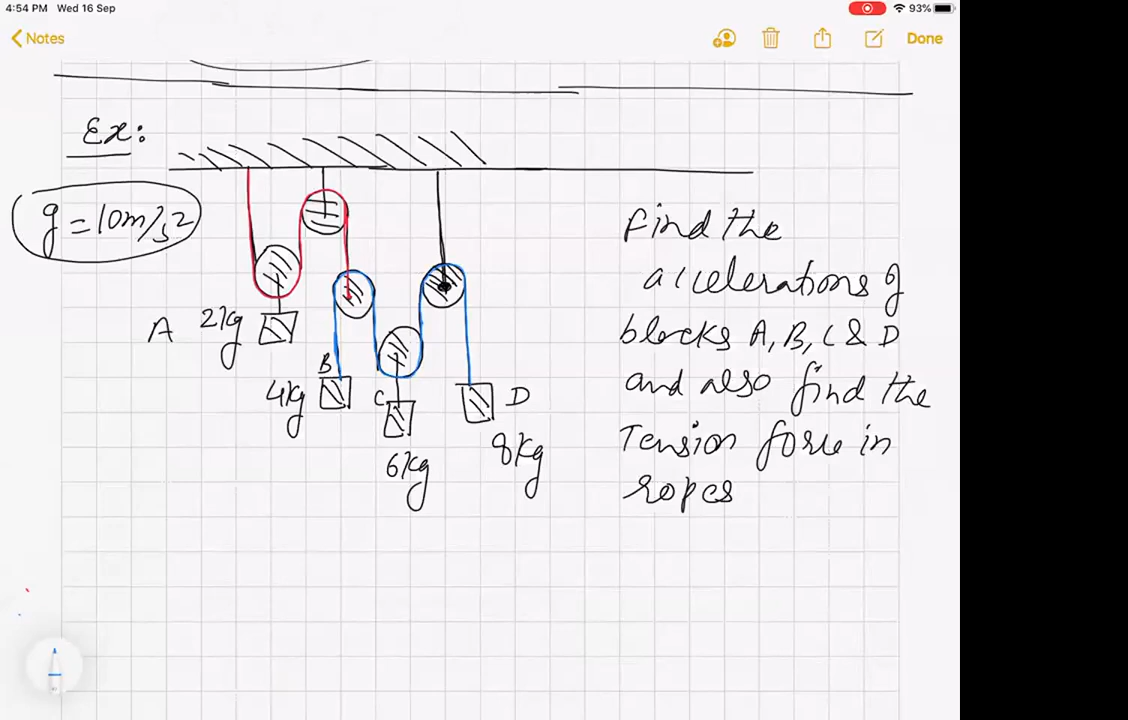 4:54 PM Wed 16 Sep
93%
Notes
Done
Ex:
g = 10m/s2
Find the
accelerations of
blocks A, B, C & D
and also find the
Tension force in
ropes
A 2kg
B
4kg
C
6kg
D
8kg